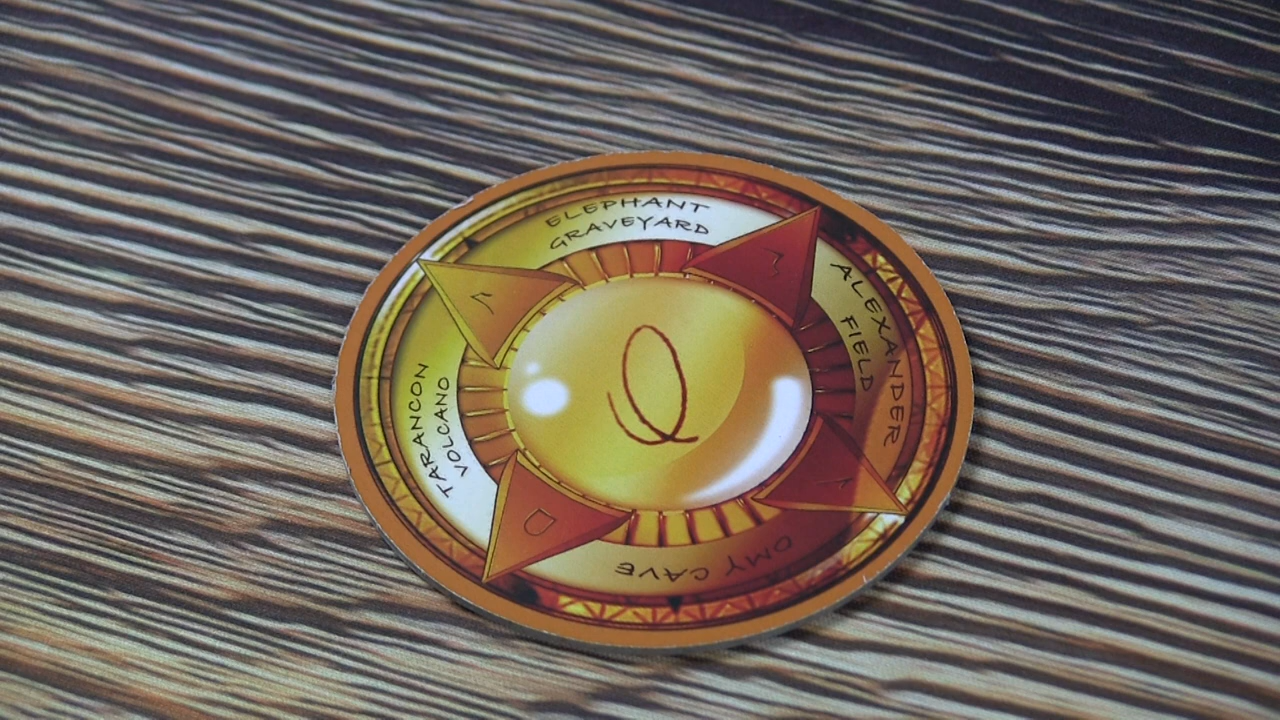 ELEPHANT
GRAVEYARD
ALEXANDER
FIELD
OMY CAVE
TARANCON
VOLCANO